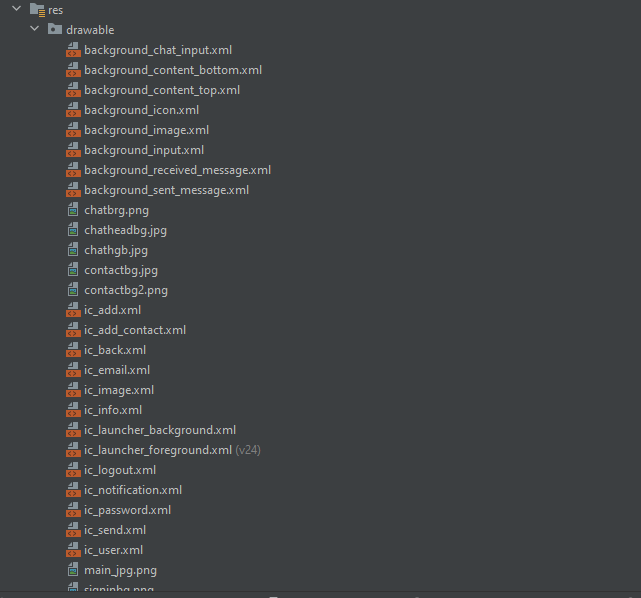 res
drawable
background_chat_input.xml
background_content_bottom.xml
background_content_top.xml
background_icon.xml
background_image.xml
background_input.xml
background_received_message.xml
background_sent_message.xml
chatbrg.png
chatheadbg.jpg
chathgb.jpg
contactbg.jpg
contactbg2.png
ic_add.xml
ic_add_contact.xml
ic_back.xml
ic_email.xml
ic_image.xml
ic_info.xml
ic_launcher_background.xml
ic_launcher_foreground.xml (v24)
ic_logout.xml
ic_notification.xml
ic_password.xml
ic_send.xml
ic_user.xml
main_jpg.png